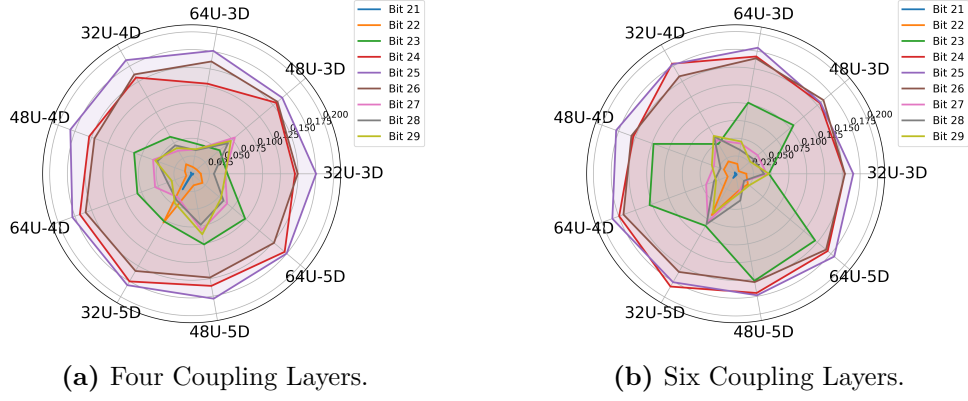 64U-3D
32U-4D
48U-3D
48U-4D
0.200
0.175
0.150
0.125
0.100
0.075
0.050
0.025
32U-3D
64U-4D
64U-5D
32U-5D
48U-5D
Bit 21
Bit 22
Bit 23
Bit 24
Bit 25
Bit 26
Bit 27
Bit 28
Bit 29
(a) Four Coupling Layers.
64U-3D
32U-4D
48U-3D
48U-4D
0.200
0.175
0.150
0.125
0.100
0.075
0.050
0.025
32U-3D
64U-4D
64U-5D
32U-5D
48U-5D
Bit 21
Bit 22
Bit 23
Bit 24
Bit 25
Bit 26
Bit 27
Bit 28
Bit 29
(b) Six Coupling Layers.